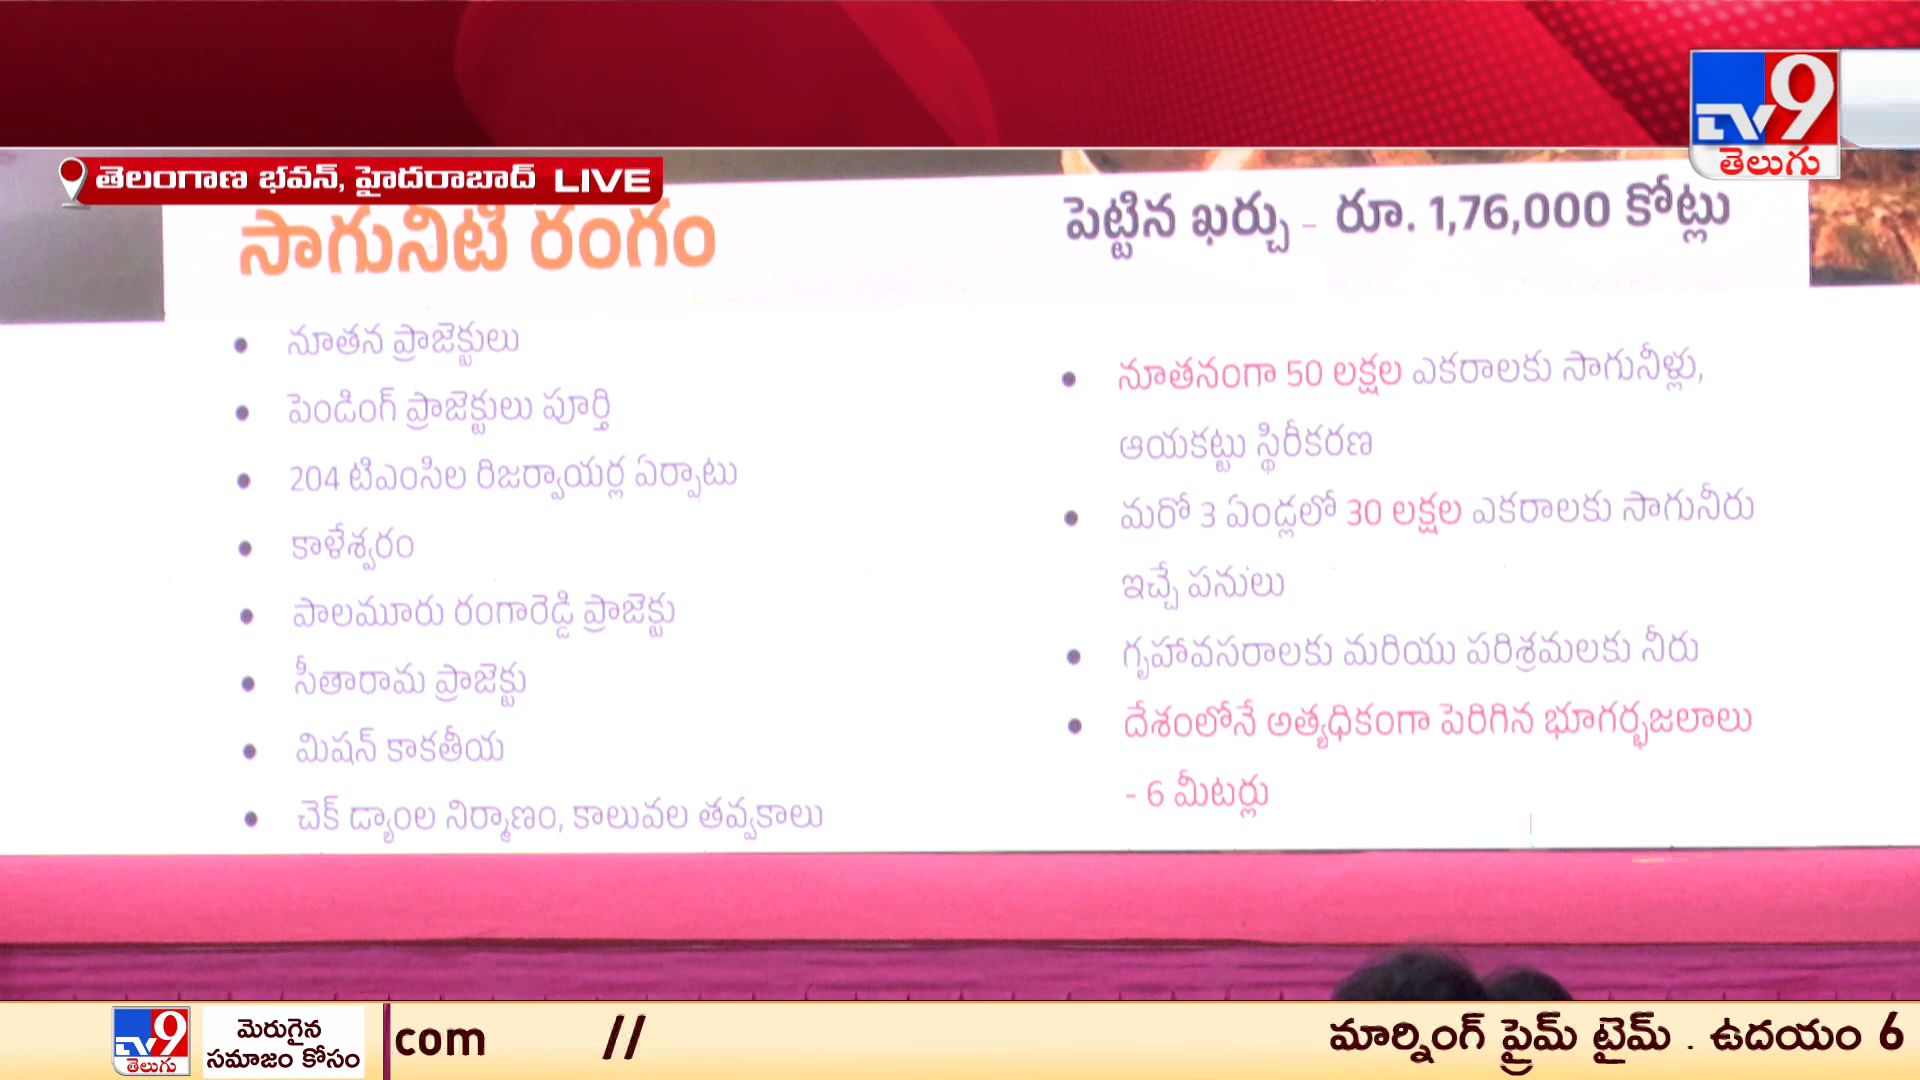 TV9
తెలుగు
తెలంగాణ భవన్, హైదరాబాద్ LIVE
సాగునీటి రంగం
పెట్టిన ఖర్చు - రూ. 1,76,000 కోట్లు
• నూతన ప్రాజెక్టులు
• పెండింగ్ ప్రాజెక్టులు పూర్తి
• 204 టిఎంసిల రిజర్వాయర్ల ఏర్పాటు
• కాళేశ్వరం
• పాలమూరు రంగారెడ్డి ప్రాజెక్టు
• సీతారామ ప్రాజెక్టు
• మిషన్ కాకతీయ
• చెక్ డ్యాంల నిర్మాణం, కాలువల తవ్వకాలు
• నూతనంగా 50 లక్షల ఎకరాలకు సాగునీళ్లు,
ఆయకట్టు స్థిరీకరణ
• మరో 3 ఏండ్లలో 30 లక్షల ఎకరాలకు సాగునీరు
ఇచ్చే పనులు
• గృహావసరాలకు మరియు పరిశ్రమలకు నీరు
• దేశంలోనే అత్యధికంగా పెరిగిన భూగర్భజలాలు
- 6 మీటర్లు
TV9
తెలుగు
మెరుగైన
సమాజం కోసం
com // మార్నింగ్ ప్రైమ్ టైమ్ . ఉదయం 6